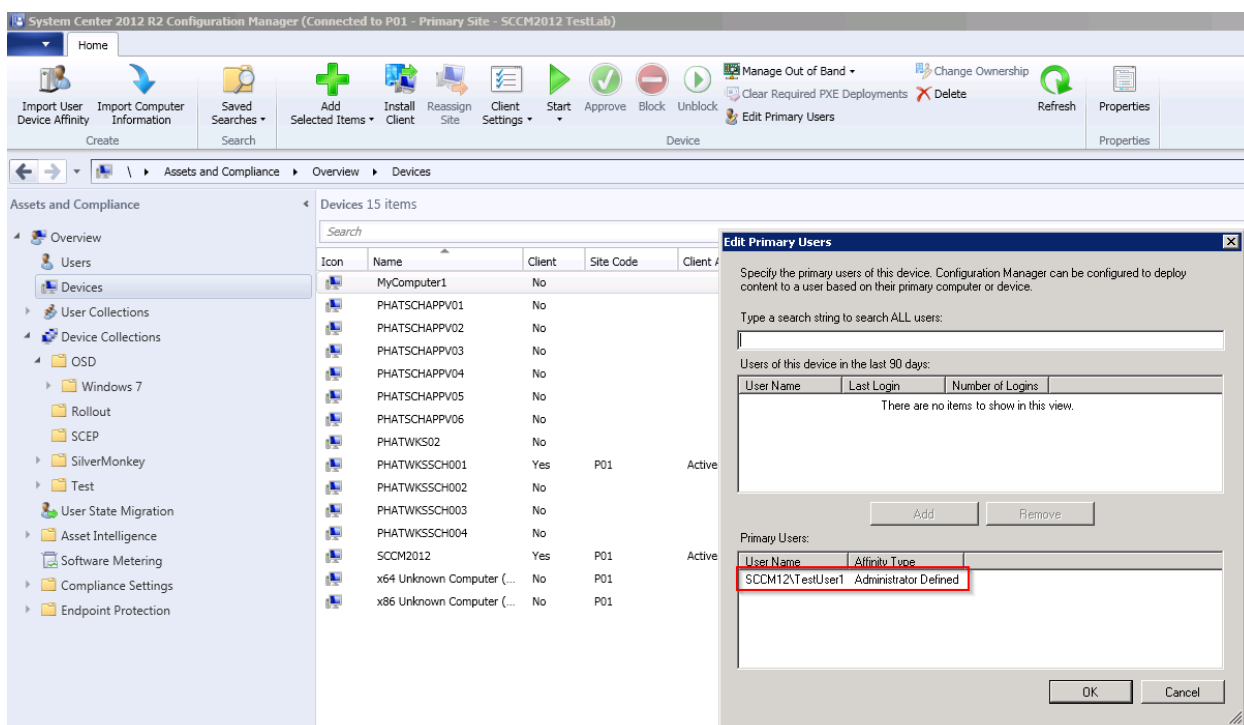 System Center 2012 R2 Configuration Manager (Connected to P01 - Primary Site - SCCM2012 TestLab)
Home
Import User Device Affinity
Import Computer Information
Saved Searches
Add Selected Items
Install Client
Reassign Site
Client Settings
Start
Approve
Block
Unblock
Manage Out of Band
Clear Required PXE Deployments
Edit Primary Users
Change Ownership
Delete
Refresh
Properties
Create
Search
Device
Properties
\ Assets and Compliance Overview Devices
Assets and Compliance
Overview
Users
Devices
User Collections
Device Collections
OSD
Windows 7
Rollout
SCEP
SilverMonkey
Test
User State Migration
Asset Intelligence
Software Metering
Compliance Settings
Endpoint Protection
Devices 15 items
Search
Icon Name Client Site Code Client
MyComputer1 No
PHATSCHAPPV01 No
PHATSCHAPPV02 No
PHATSCHAPPV03 No
PHATSCHAPPV04 No
PHATSCHAPPV05 No
PHATSCHAPPV06 No
PHATWKS02 No
PHATWKSSCH001 Yes P01 Active
PHATWKSSCH002 No
PHATWKSSCH003 No
PHATWKSSCH004 No
SCCM2012 Yes P01 Active
x64 Unknown Computer (... No P01
x86 Unknown Computer (... No P01
Edit Primary Users
Specify the primary users of this device. Configuration Manager can be configured to deploy
content to a user based on their primary computer or device.
Type a search string to search ALL users:
Users of this device in the last 90 days:
User Name Last Login Number of Logins
There are no items to show in this view.
Add Remove
Primary Users:
User Name Affinity Type
SCCM12\TestUser1 Administrator Defined
OK Cancel